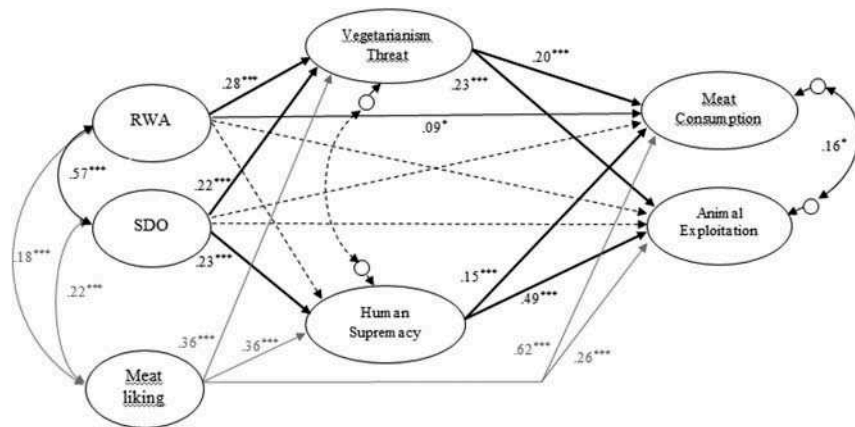 Vegetarianism
Threat
.20***
.28***
.23***
Meat
Consumption
RWA
.09*
.16*
.57***
.22***
SDO
Animal
Exploitation
.18***
.23***
.22***
.15***
.49***
Human
Supremacy
.36***
.36***
.62***
.26***
Meat
liking